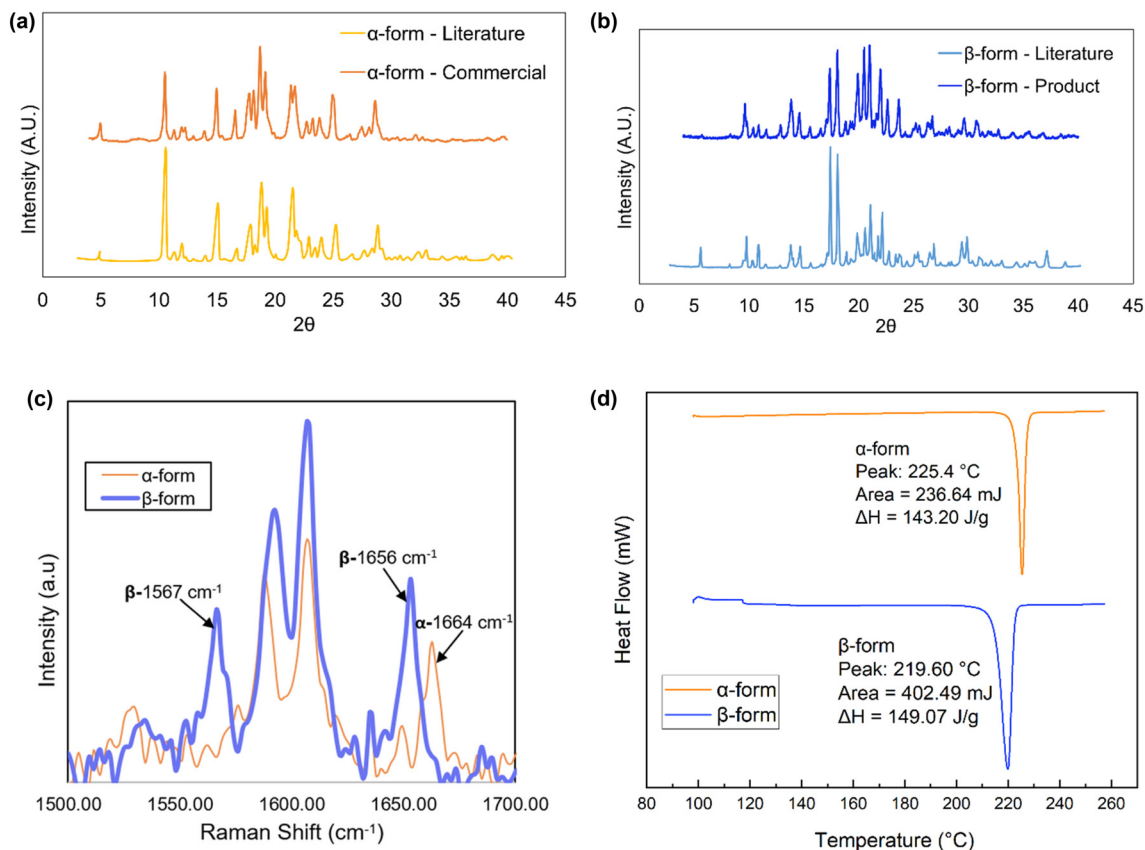 (a)
α-form - Literature
α-form - Commercial
Intensity (A.U.)
0 5 10 15 20 25 30 35 40 45
2θ
(b)
β-form - Literature
β-form - Product
Intensity (A.U.)
0 5 10 15 20 25 30 35 40 45
2θ
(c)
α-form
β-form
β-1567 cm-1
β-1656 cm-1
α-1664 cm-1
Intensity (a.u)
1500.00 1550.00 1600.00 1650.00 1700.00
Raman Shift (cm-1)
(d)
α-form
Peak: 225.4 °C
Area = 236.64 mJ
ΔH = 143.20 J/g
β-form
Peak: 219.60 °C
Area = 402.49 mJ
ΔH = 149.07 J/g
α-form
β-form
Heat Flow (mW)
80 100 120 140 160 180 200 220 240 260
Temperature (°C)